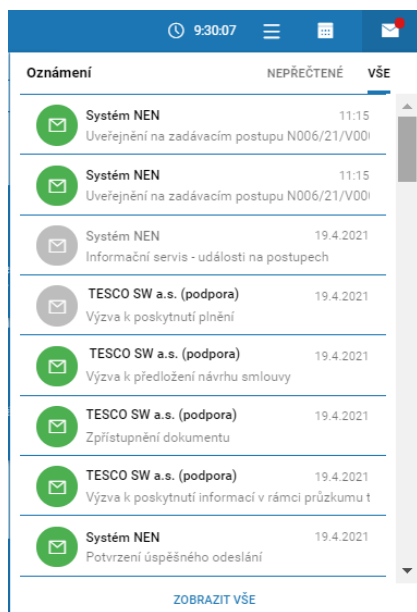 9:30:07
Oznámení NEPŘEČTENÉ VŠE
Systém NEN 11:15
Uveřejnění na zadávacím postupu N006/21/V00
Systém NEN 11:15
Uveřejnění na zadávacím postupu N006/21/V00
Systém NEN 19.4.2021
Informační servis - události na postupech
TESCO SW a.s. (podpora) 19.4.2021
Výzva k poskytnutí plnění
TESCO SW a.s. (podpora) 19.4.2021
Výzva k předložení návrhu smlouvy
TESCO SW a.s. (podpora) 19.4.2021
Zpřístupnění dokumentu
TESCO SW a.s. (podpora) 19.4.2021
Výzva k poskytnutí informací v rámci průzkumu t
Systém NEN 19.4.2021
Potvrzení úspěšného odeslání
ZOBRAZIT VŠE